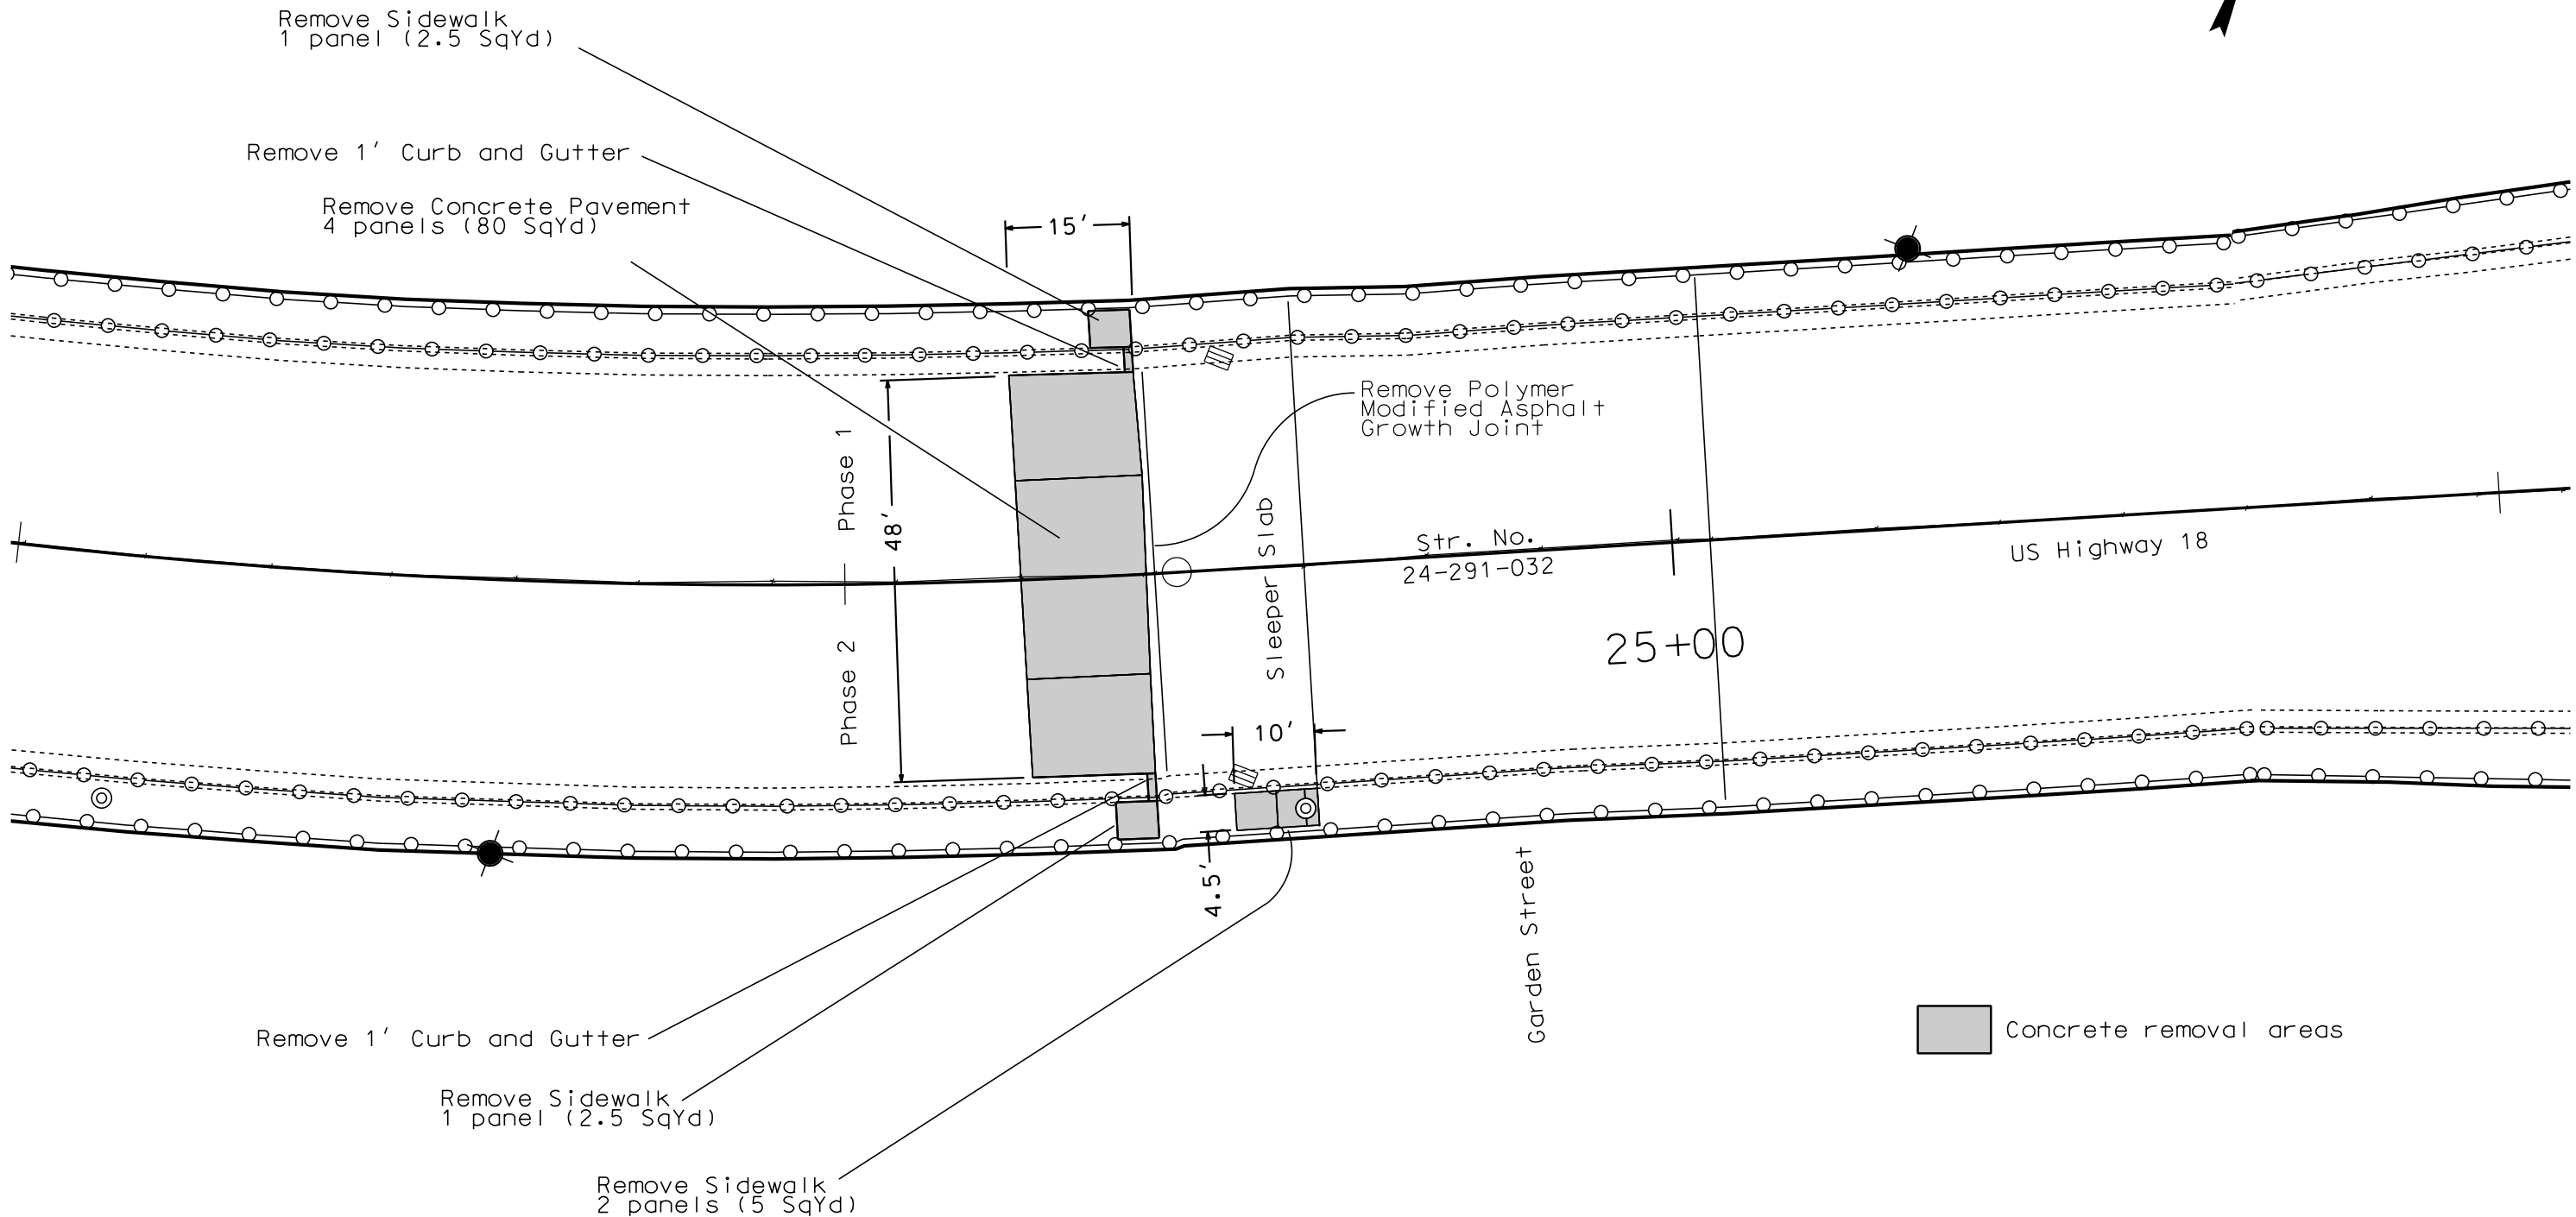 Remove Sidewalk
1 panel (2.5 SqYd)
Remove 1' Curb and Gutter
Remove Concrete Pavement
4 panels (80 SqYd)
15'
Remove Polymer
Modified Asphalt
Growth Joint
Phase 1
48'
Phase 2
Sleeper Slab
Str. No.
24-291-032
US Highway 18
25+00
10'
4.5'
Garden Street
Remove 1' Curb and Gutter
Remove Sidewalk
1 panel (2.5 SqYd)
Remove Sidewalk
2 panels (5 SqYd)
Concrete removal areas